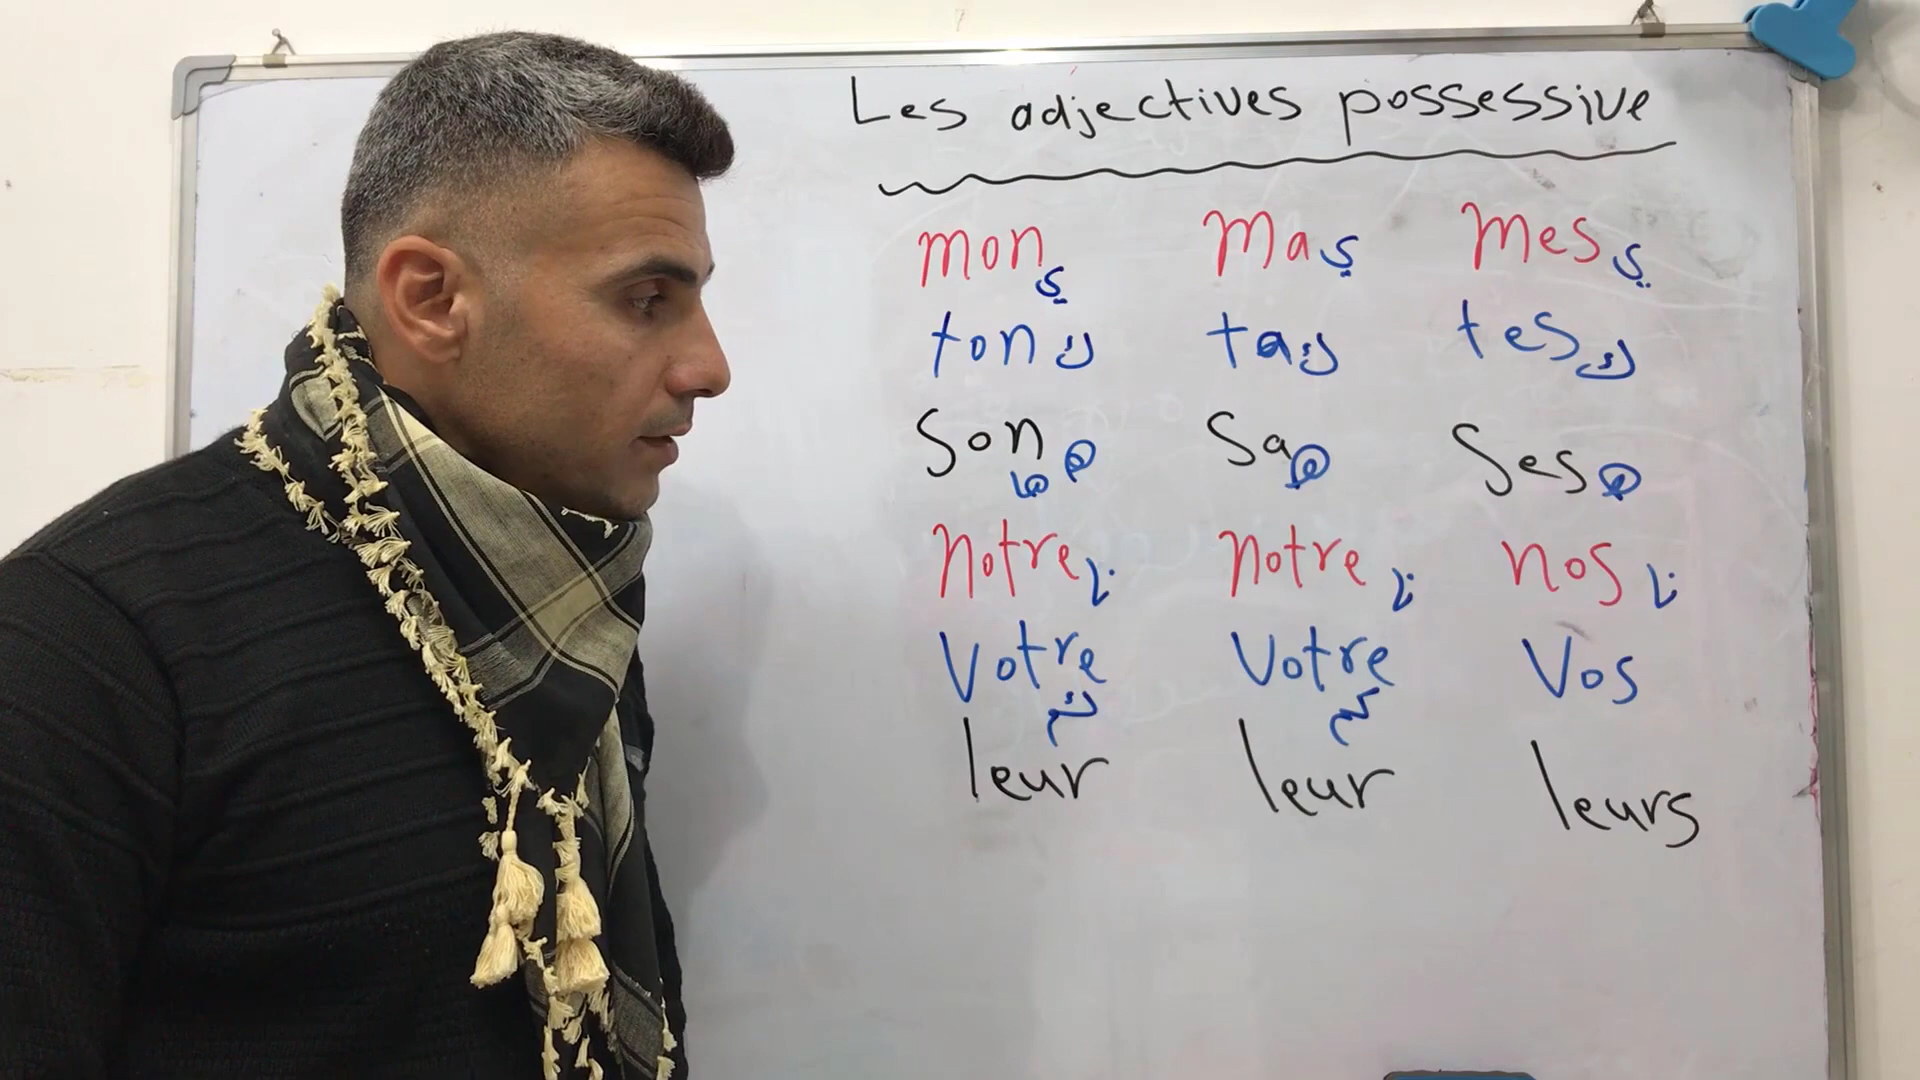 Les adjectives possessive
mon ي ma ي mes ي
ton ك ta ك tes ك
Son ه ها Sa ه Ses ه
Notre نا Notre نا nos نا
Votre كم Votre كم Vos
leur leur leurs